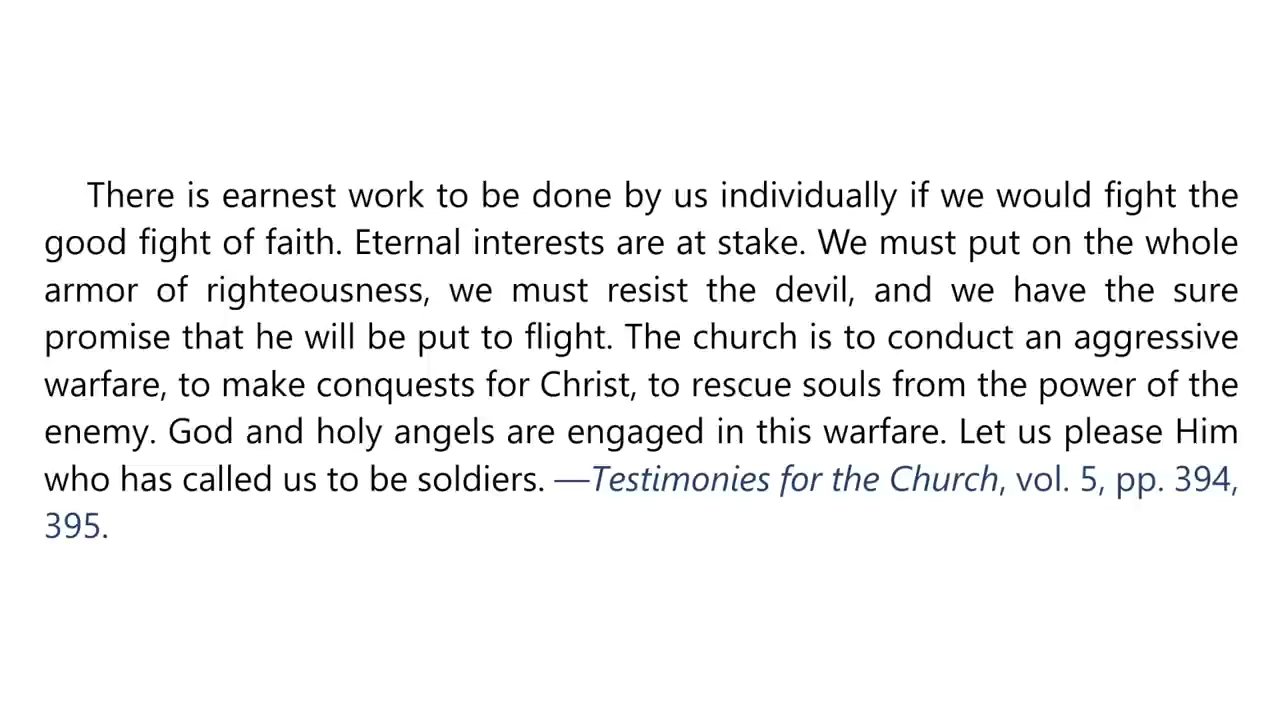 There is earnest work to be done by us individually if we would fight the
good fight of faith. Eternal interests are at stake. We must put on the whole
armor of righteousness, we must resist the devil, and we have the sure
promise that he will be put to flight. The church is to conduct an aggressive
warfare, to make conquests for Christ, to rescue souls from the power of the
enemy. God and holy angels are engaged in this warfare. Let us please Him
who has called us to be soldiers. —Testimonies for the Church, vol. 5, pp. 394,
395.